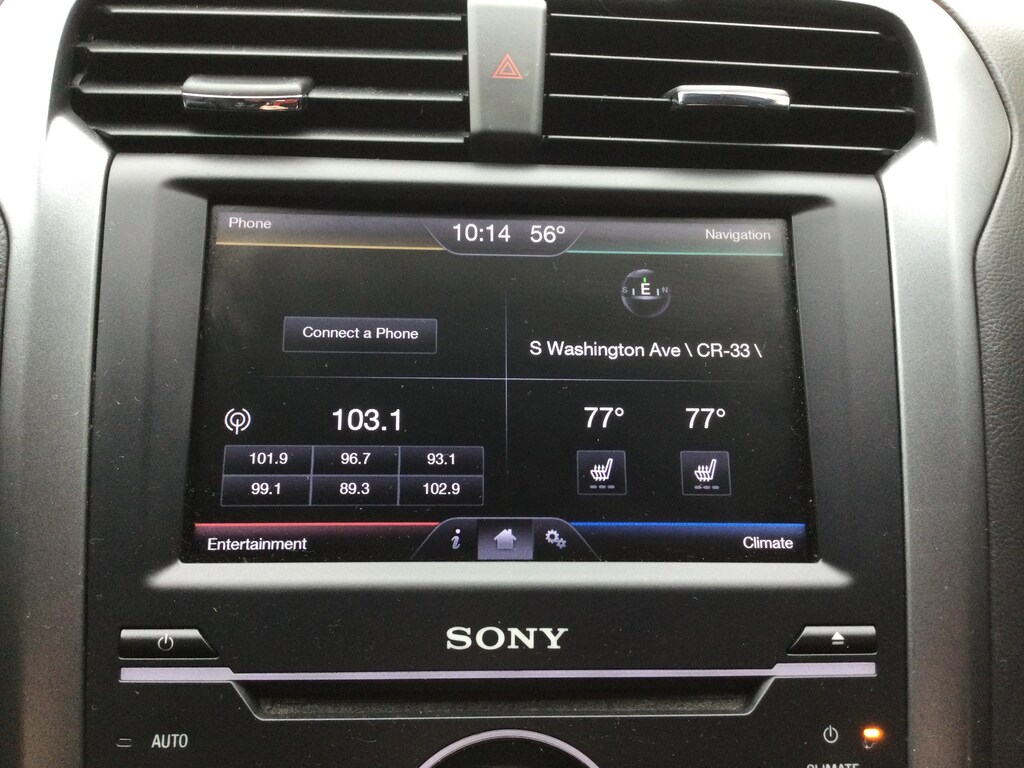 Phone
10:14 56°
Navigation
S E N
Connect a Phone
S Washington Ave \ CR-33 \
103.1
77° 77°
101.9 96.7 93.1
99.1 89.3 102.9
Entertainment
i
Climate
SONY
AUTO
CLIMATE